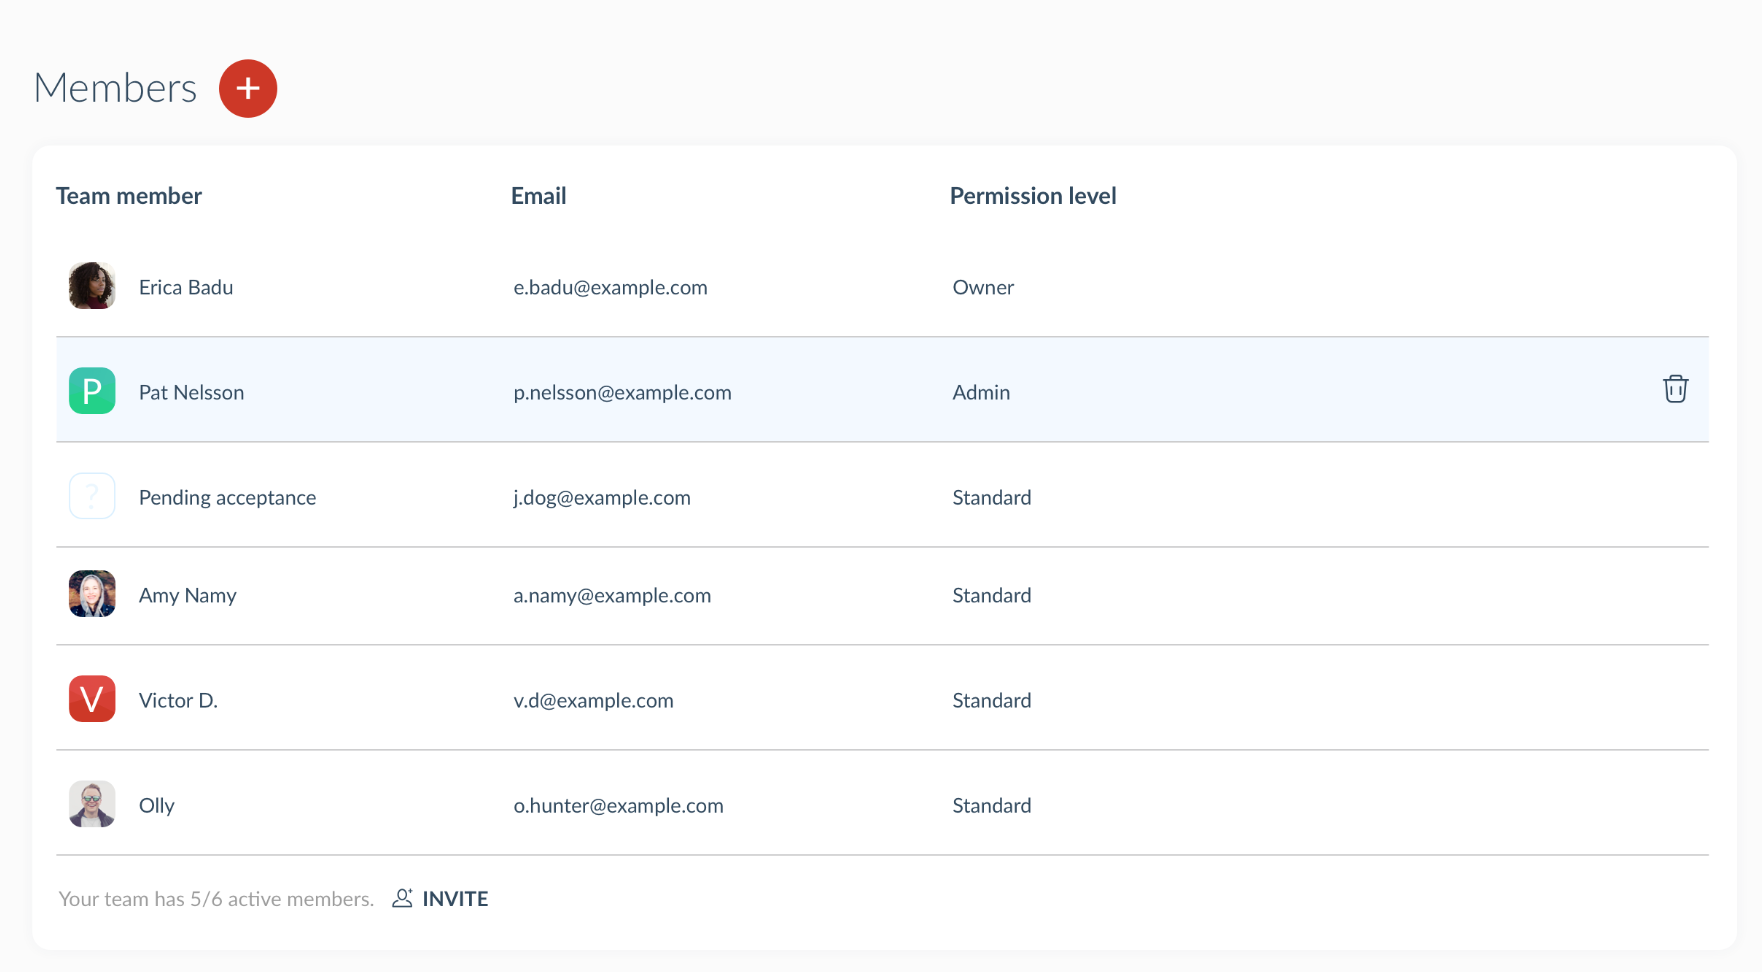 Members +
Team member Email Permission level
Erica Badu e.badu@example.com Owner
P Pat Nelsson p.nelsson@example.com Admin
? Pending acceptance j.dog@example.com Standard
Amy Namy a.namy@example.com Standard
V Victor D. v.d@example.com Standard
Olly o.hunter@example.com Standard
Your team has 5/6 active members. INVITE